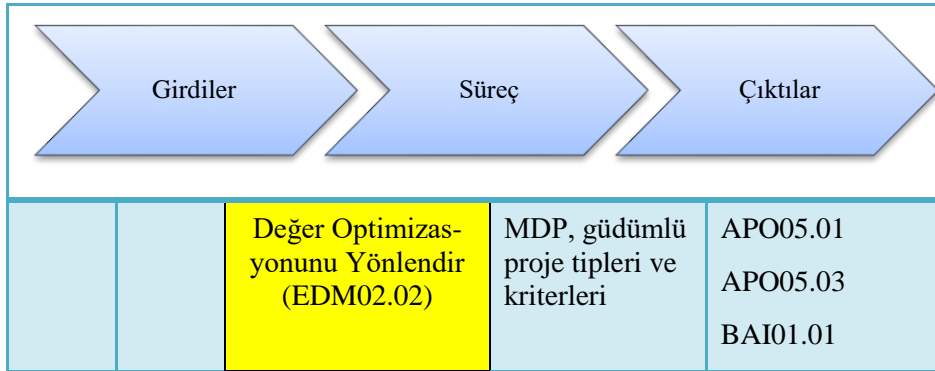 Girdiler
Süreç
Çıktılar
Değer Optimizas-
yonunu Yönlendir
(EDM02.02)
MDP, güdümlü
proje tipleri ve
kriterleri
APO05.01
APO05.03
BAI01.01